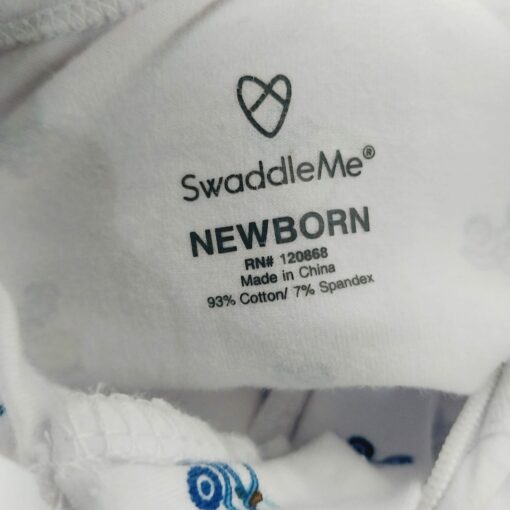 SwaddleMe®
NEWBORN
RN# 120868
Made in China
93% Cotton/ 7% Spandex